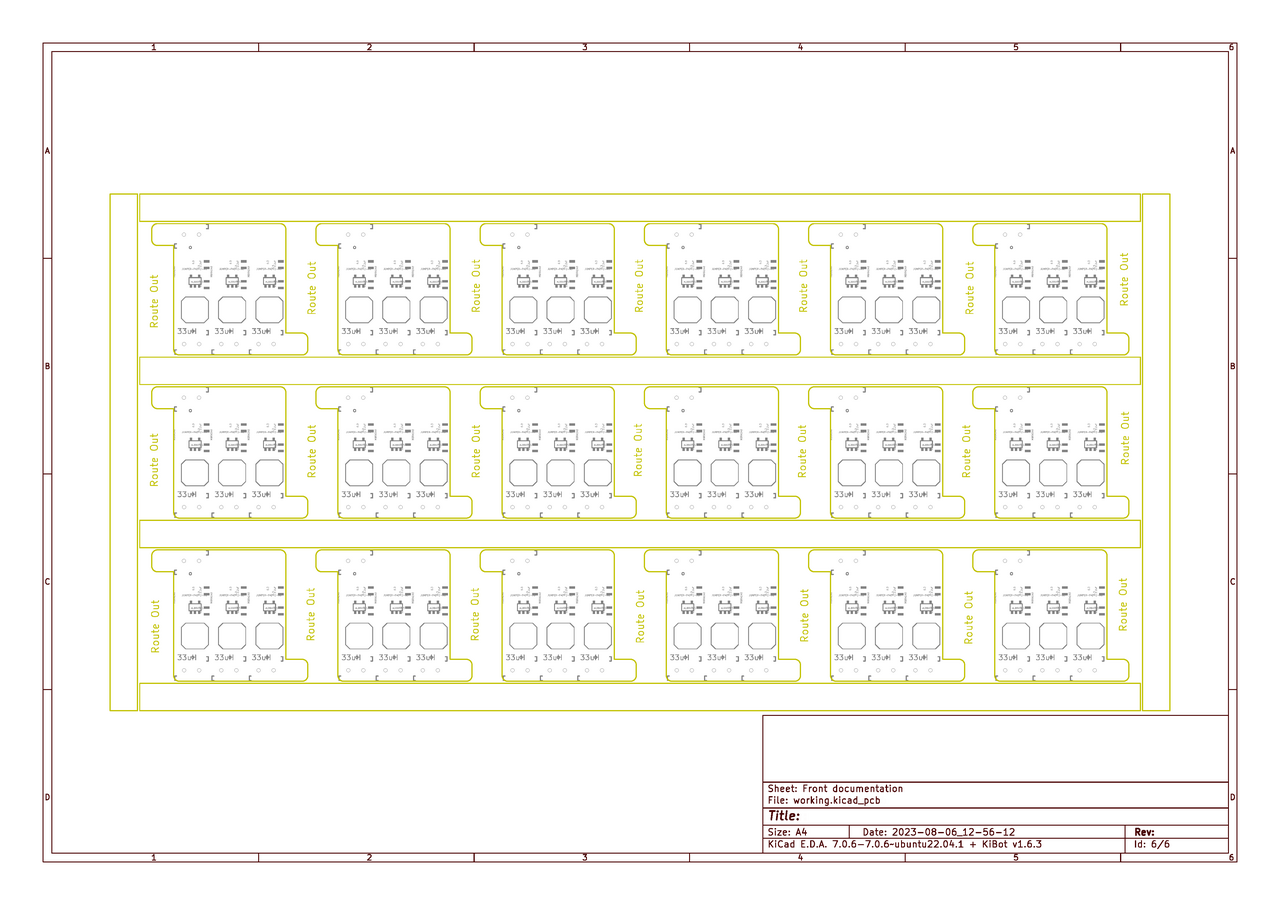 1 2 3 4 5 6
A A
Route Out Route Out Route Out Route Out Route Out Route Out Route Out
33uH 33uH 33uH 33uH 33uH 33uH 33uH 33uH 33uH 33uH 33uH 33uH 33uH 33uH 33uH 33uH 33uH 33uH
B B
Route Out Route Out Route Out Route Out Route Out Route Out Route Out
33uH 33uH 33uH 33uH 33uH 33uH 33uH 33uH 33uH 33uH 33uH 33uH 33uH 33uH 33uH 33uH 33uH 33uH
C C
Route Out Route Out Route Out Route Out Route Out Route Out Route Out
33uH 33uH 33uH 33uH 33uH 33uH 33uH 33uH 33uH 33uH 33uH 33uH 33uH 33uH 33uH 33uH 33uH 33uH
Sheet: Front documentation
File: working.kicad_pcb
D D
Title:
Size: A4 Date: 2023-08-06_12-56-12 Rev:
KiCad E.D.A. 7.0.6-7.0.6~ubuntu22.04.1 + KiBot v1.6.3 Id: 6/6
1 2 3 4 5 6